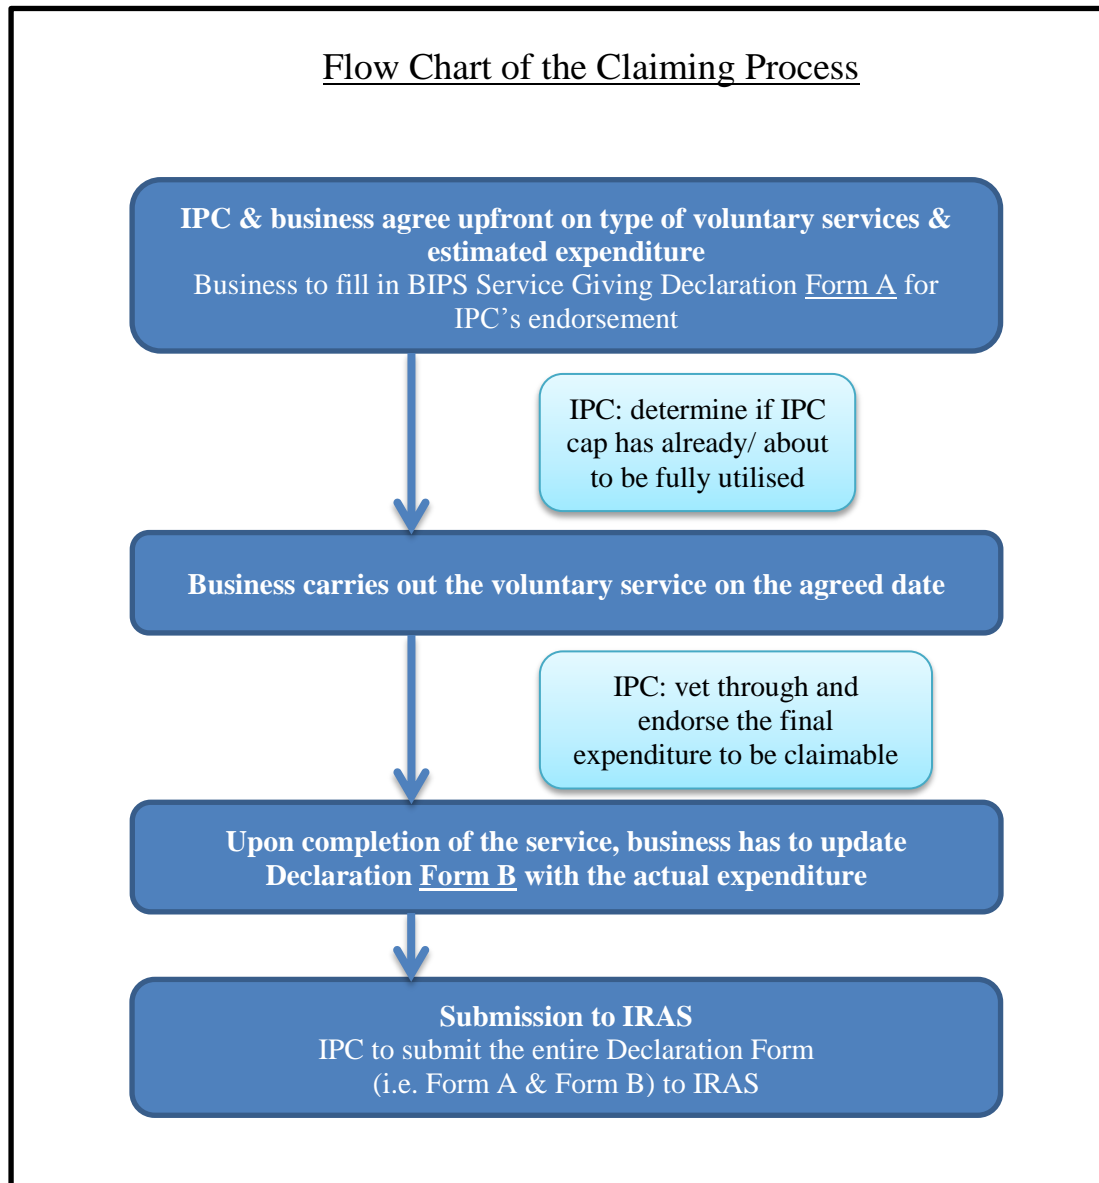 Flow Chart of the Claiming Process
IPC & business agree upfront on type of voluntary services &
estimated expenditure
Business to fill in BIPS Service Giving Declaration Form A for
IPC’s endorsement
IPC: determine if IPC
cap has already/ about
to be fully utilised
Business carries out the voluntary service on the agreed date
IPC: vet through and
endorse the final
expenditure to be claimable
Upon completion of the service, business has to update
Declaration Form B with the actual expenditure
Submission to IRAS
IPC to submit the entire Declaration Form
(i.e. Form A & Form B) to IRAS